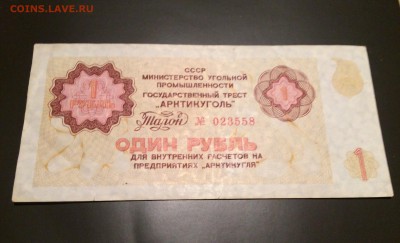 COINS.LAVE.RU
СССР
МИНИСТЕРСТВО УГОЛЬНОЙ
ПРОМЫШЛЕННОСТИ
ГОСУДАРСТВЕННЫЙ ТРЕСТ
„АРКТИКУГОЛЬ"
1
РУБЛЬ
1
Талон № 023558
ОДИН РУБЛЬ
ДЛЯ ВНУТРЕННИХ РАСЧЕТОВ НА
ПРЕДПРИЯТИЯХ „АРКТИКУГЛЯ"
1